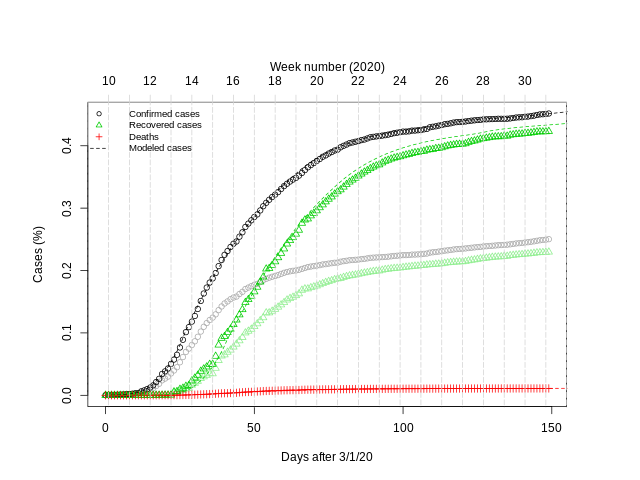 Week number (2020)
10 12 14 16 18 20 22 24 26 28 30
Confirmed cases
Recovered cases
Deaths
Modeled cases
Cases (%)
0.4
0.3
0.2
0.1
0.0
0 50 100 150
Days after 3/1/20